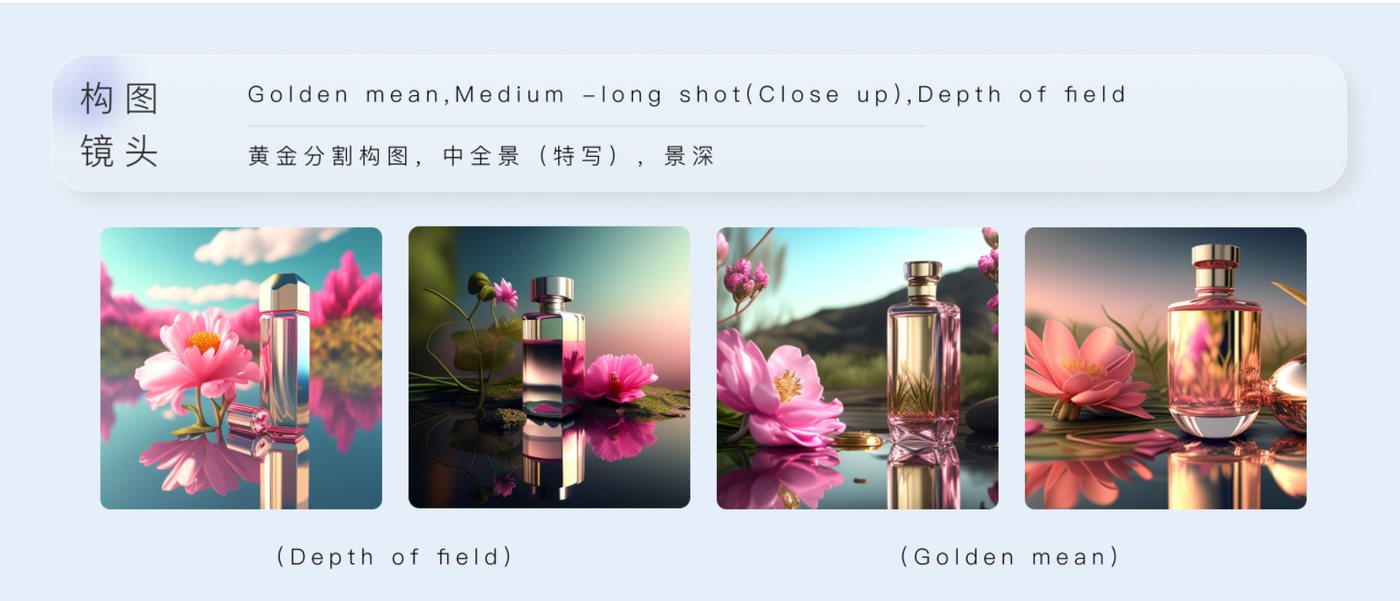 构图
镜头
Golden mean,Medium –long shot(Close up),Depth of field
黄金分割构图，中全景（特写），景深
(Depth of field)
(Golden mean)